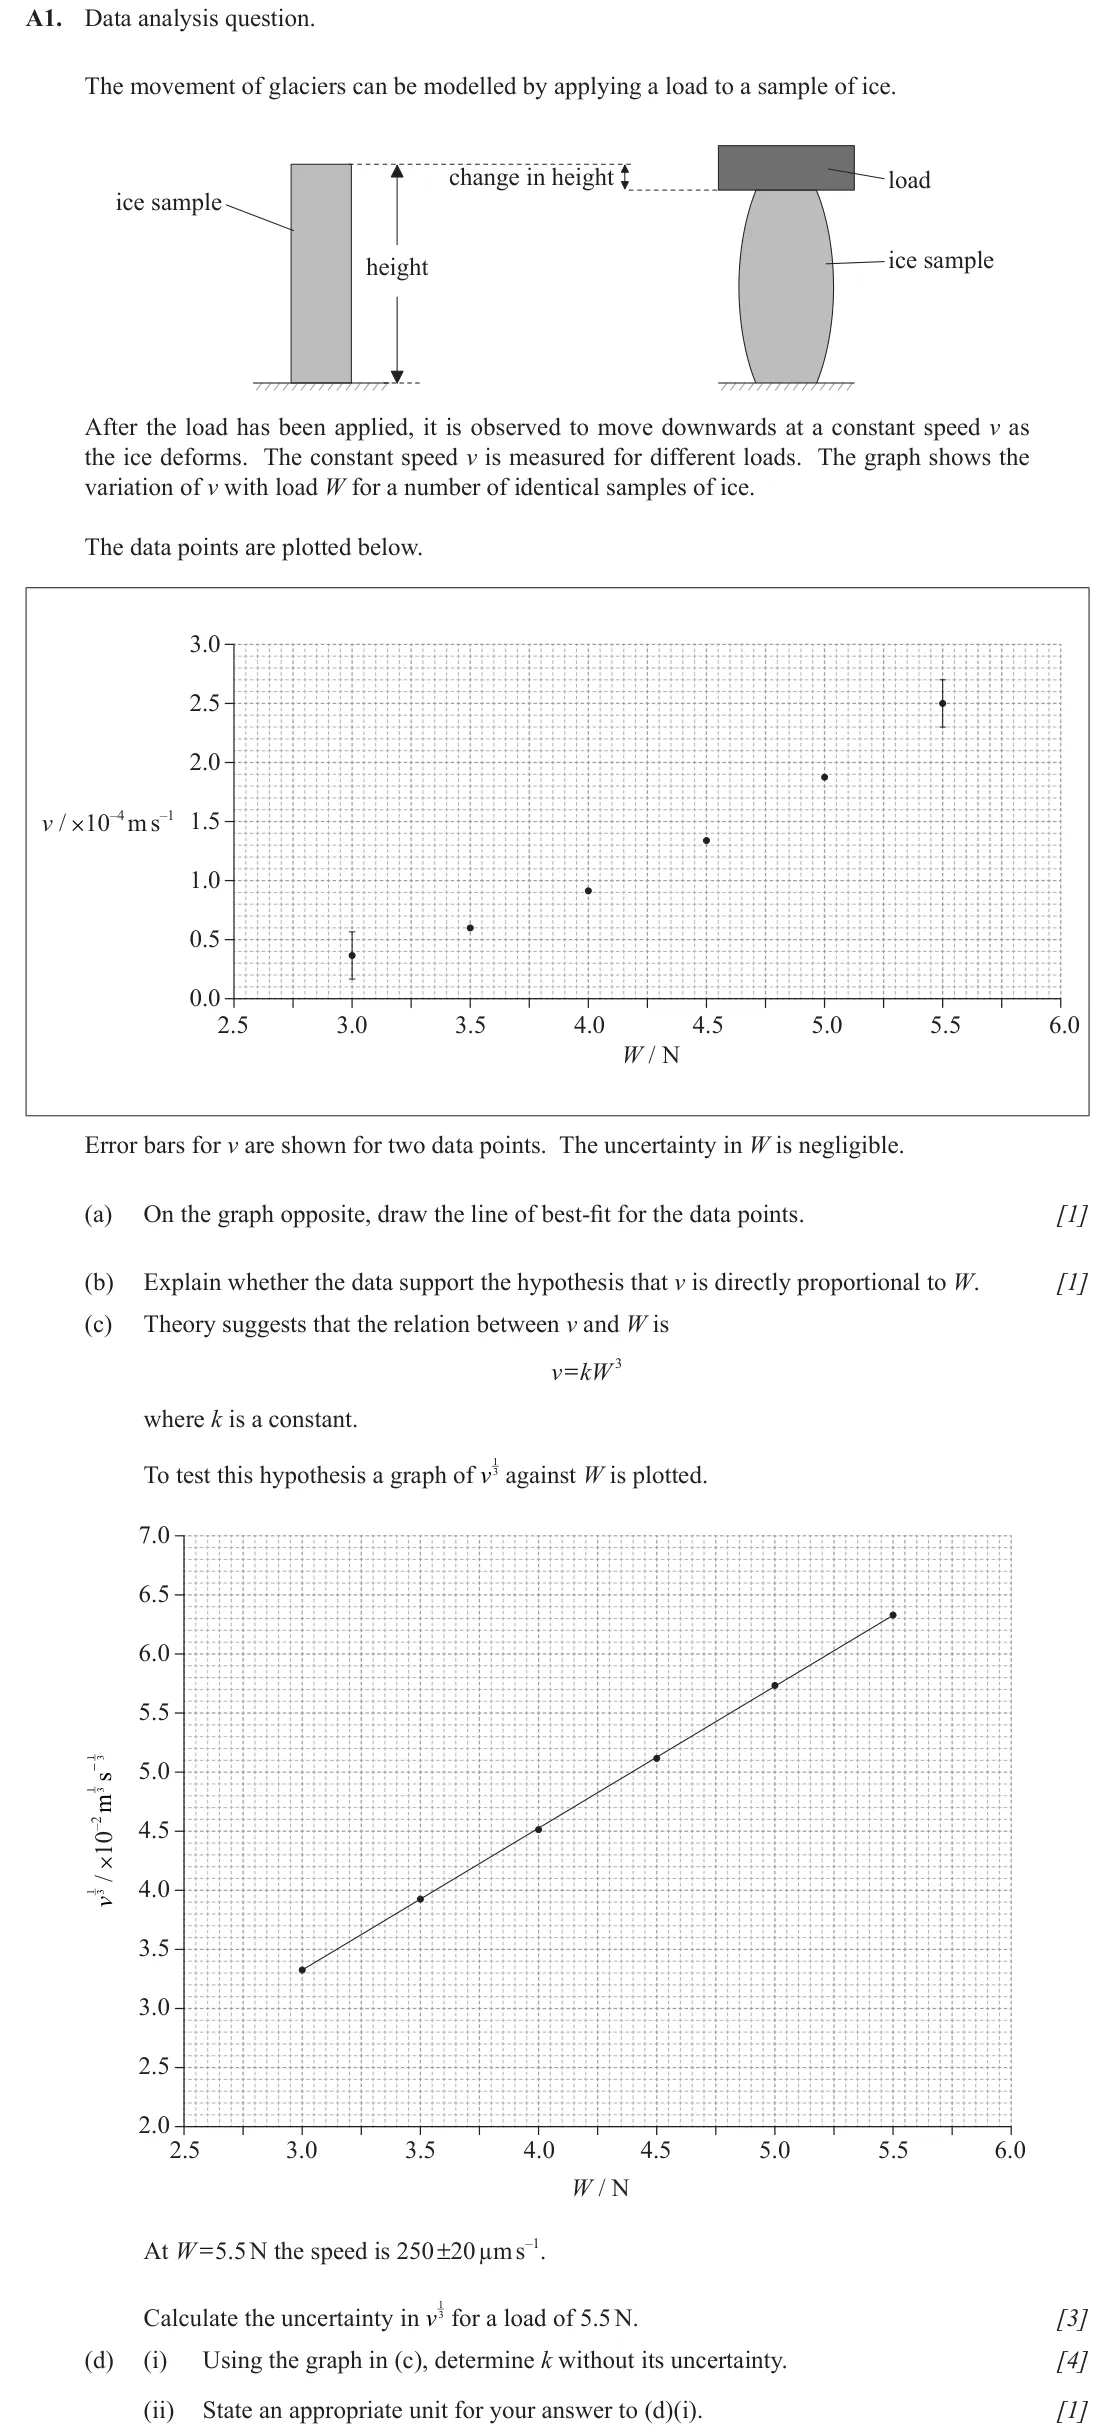 A1. Data analysis question.
The movement of glaciers can be modelled by applying a load to a sample of ice.
change in height
load
ice sample
ice sample
height
After the load has been applied, it is observed to move downwards at a constant speed v as
the ice deforms. The constant speed v is measured for different loads. The graph shows the
variation of v with load W for a number of identical samples of ice.
The data points are plotted below.
3.0
2.5
2.0
v / ×10⁻⁴ m s⁻¹ 1.5
1.0
0.5
0.0
2.5 3.0 3.5 4.0 4.5 5.0 5.5 6.0
W / N
Error bars for v are shown for two data points. The uncertainty in W is negligible.
(a) On the graph opposite, draw the line of best-fit for the data points. [1]
(b) Explain whether the data support the hypothesis that v is directly proportional to W. [1]
(c) Theory suggests that the relation between v and W is
v=kW³
where k is a constant.
To test this hypothesis a graph of v^(1/3) against W is plotted.
7.0
6.5
6.0
5.5
5.0
4.5
4.0
3.5
3.0
2.5
2.0
v^(1/3) / ×10⁻² m^(1/3) s^(−1/3)
2.5 3.0 3.5 4.0 4.5 5.0 5.5 6.0
W / N
At W=5.5 N the speed is 250±20 μm s⁻¹.
Calculate the uncertainty in v^(1/3) for a load of 5.5 N. [3]
(d) (i) Using the graph in (c), determine k without its uncertainty. [4]
(ii) State an appropriate unit for your answer to (d)(i). [1]